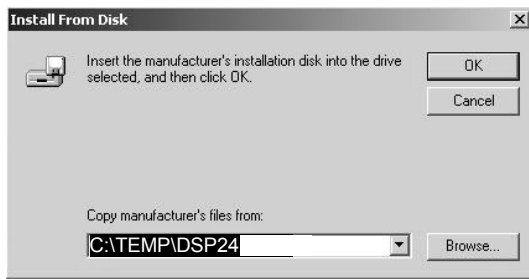 Install From Disk
Insert the manufacturer's installation disk into the drive
selected, and then click OK.
OK
Cancel
Copy manufacturer's files from:
C:\TEMP\DSP24
Browse...